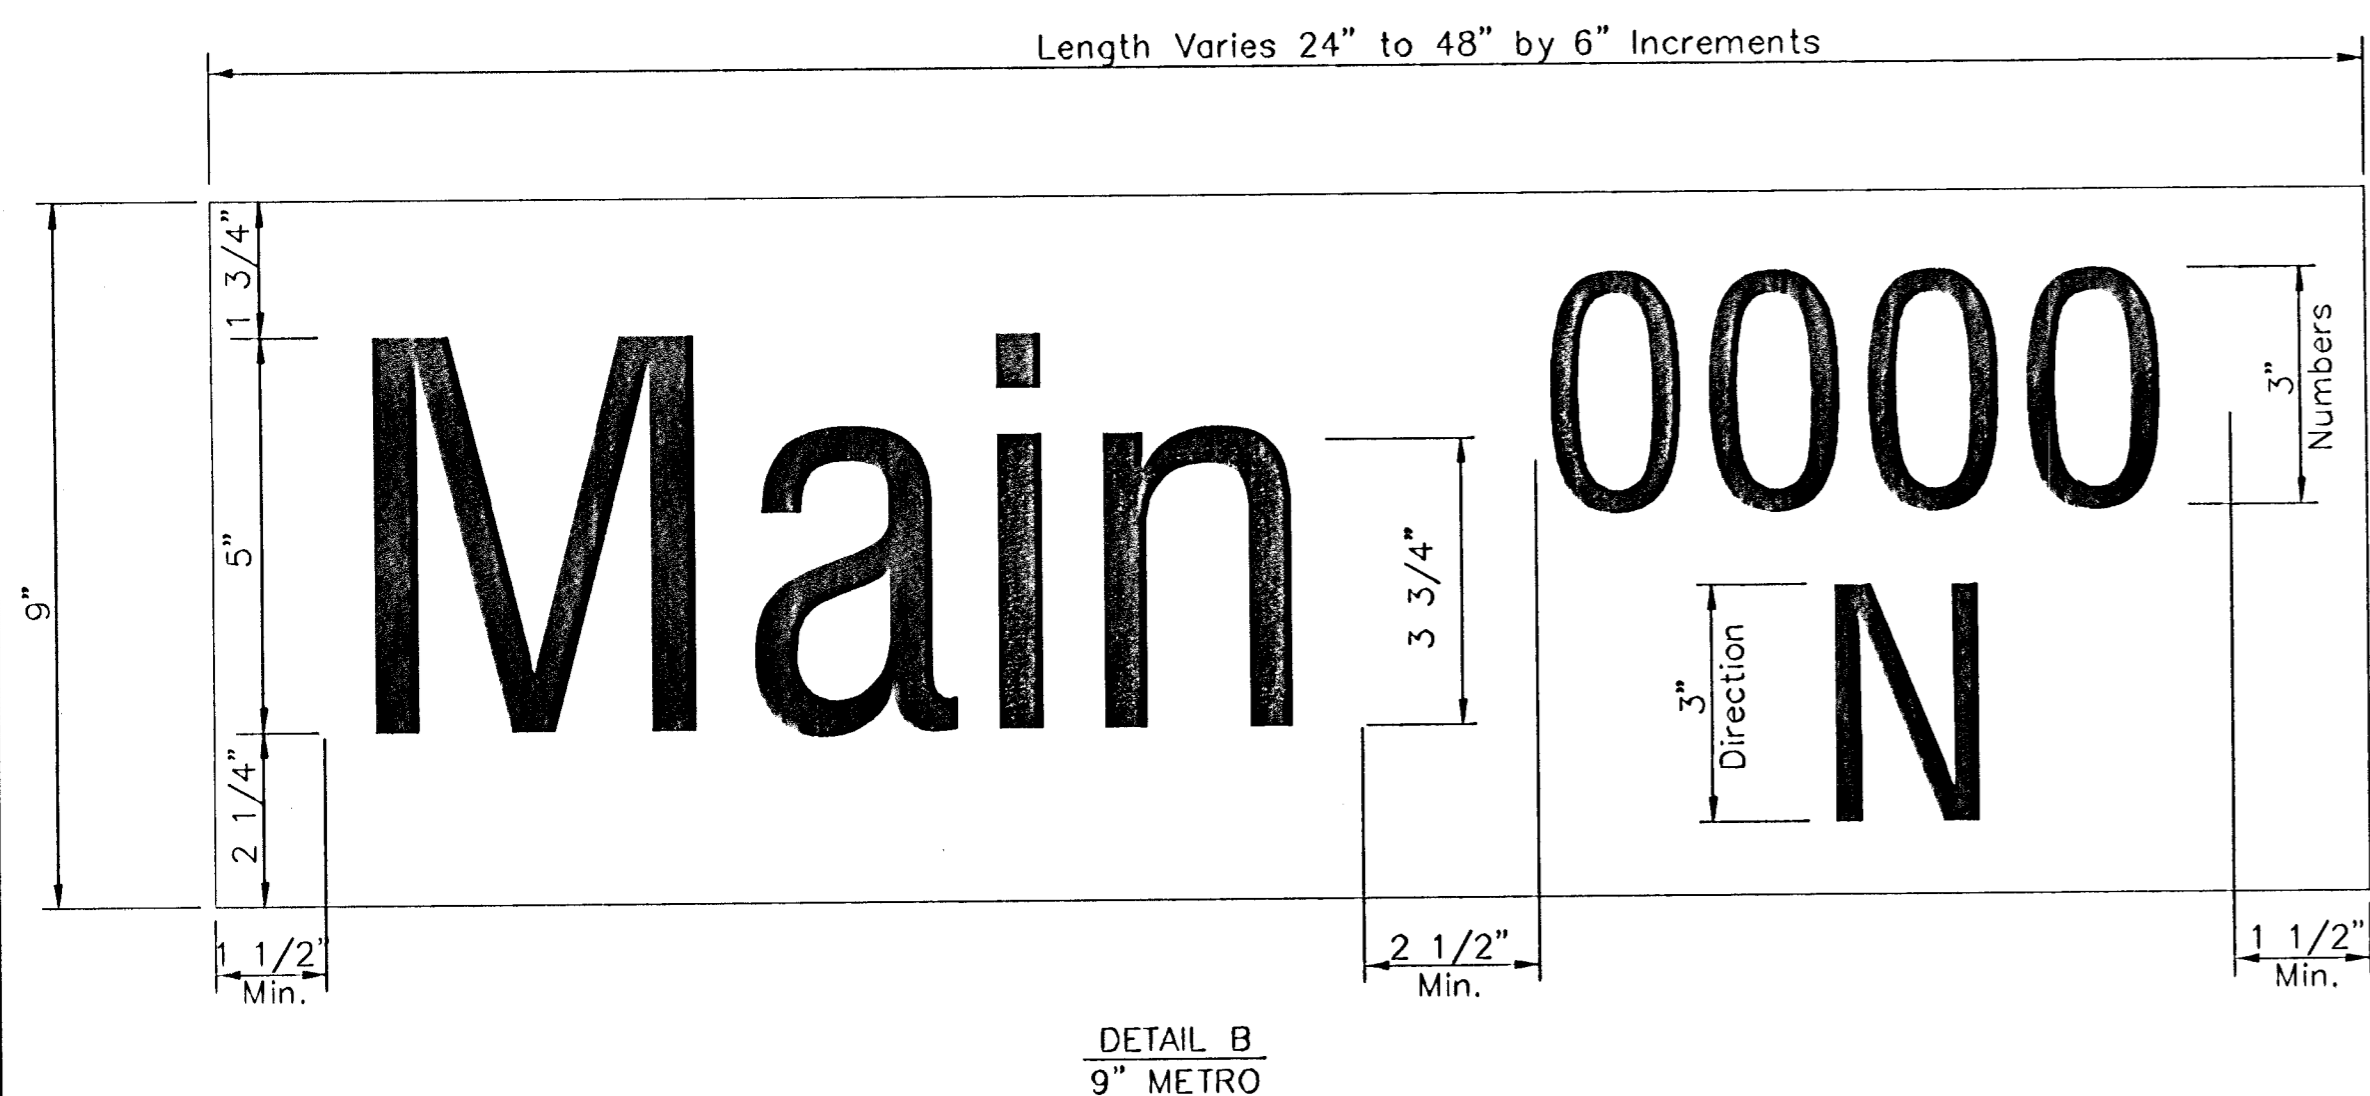 Length Varies 24" to 48" by 6" Increments
9"
1 3/4"
5"
2 1/4"
Main
3 3/4"
0000
3"
Numbers
3"
Direction
N
1 1/2"
Min.
2 1/2"
Min.
1 1/2"
Min.
DETAIL B
9" METRO